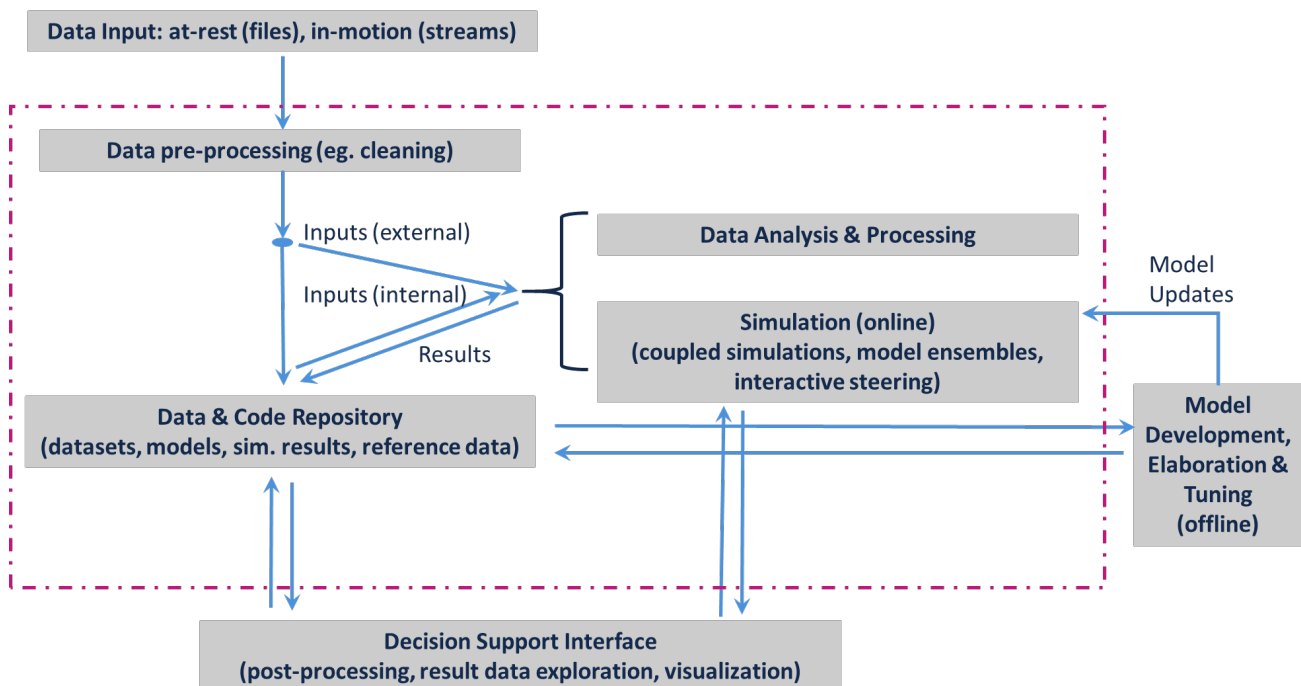 Data Input: at-rest (files), in-motion (streams)
Data pre-processing (eg. cleaning)
Inputs (external)
Data Analysis & Processing
Inputs (internal)
Model
Updates
Simulation (online)
(coupled simulations, model ensembles,
interactive steering)
Results
Data & Code Repository
(datasets, models, sim. results, reference data)
Model
Development,
Elaboration &
Tuning
(offline)
Decision Support Interface
(post-processing, result data exploration, visualization)